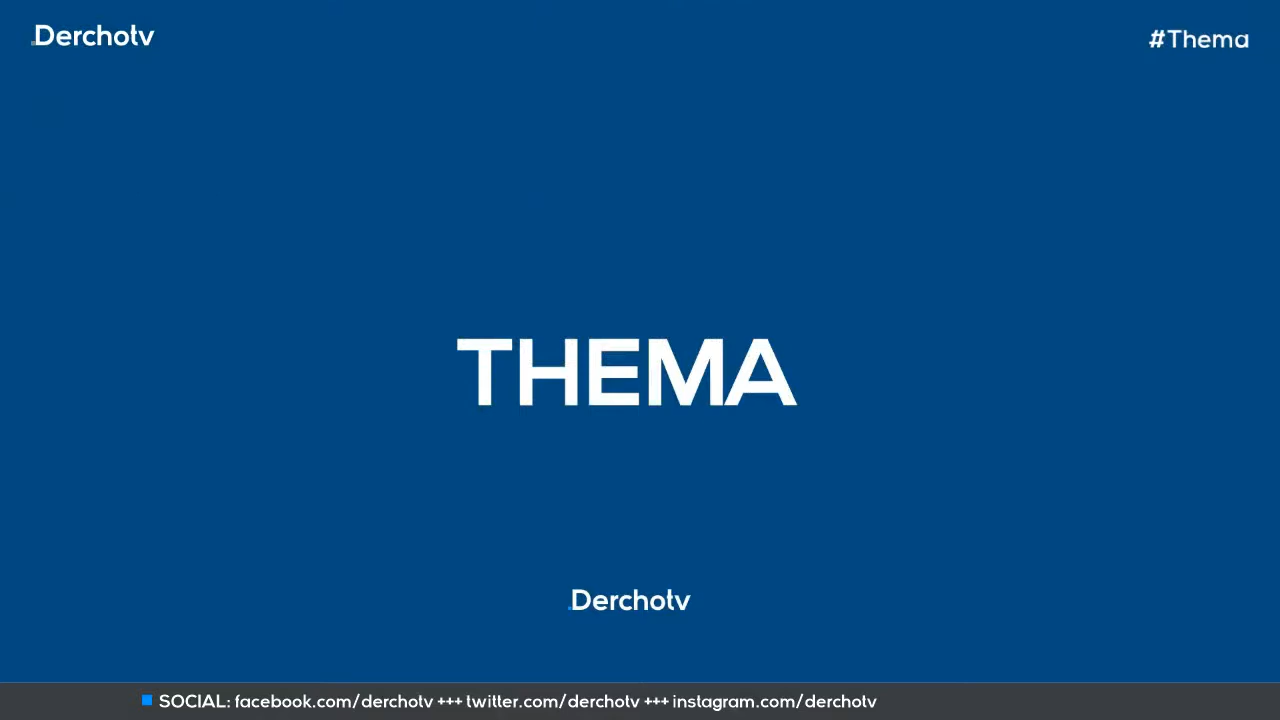 .Derchotv
#Thema
THEMA
.Derchotv
SOCIAL: facebook.com/derchotv +++ twitter.com/derchotv +++ instagram.com/derchotv